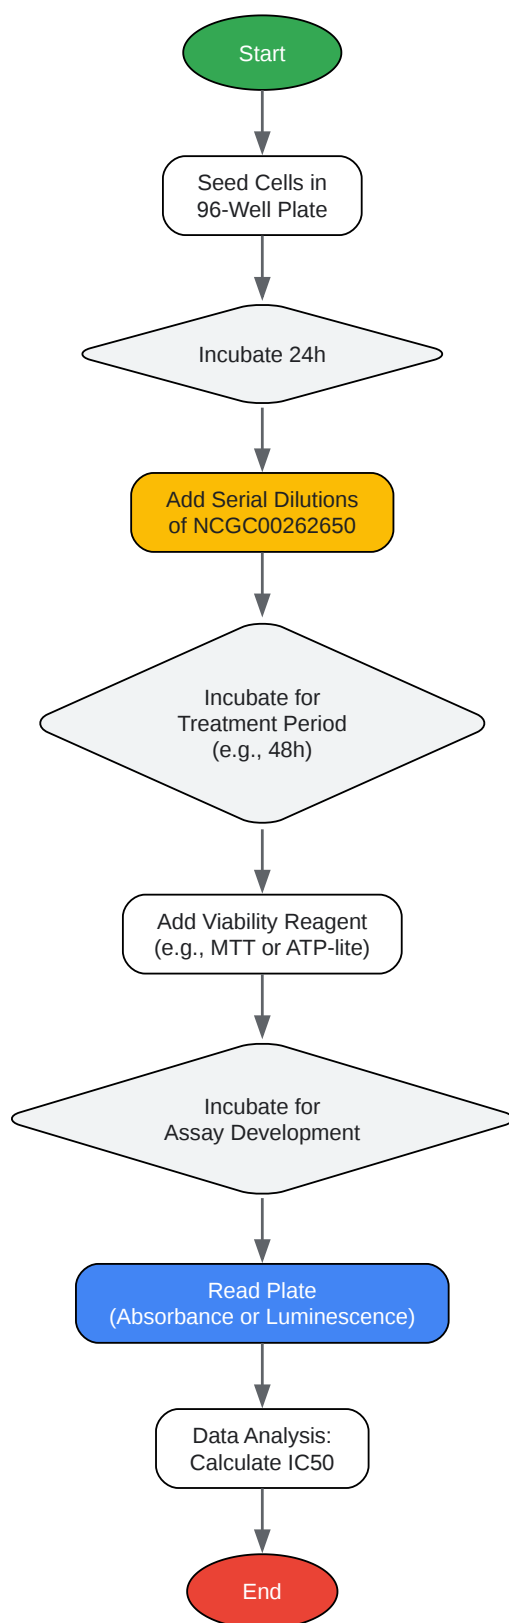 Start
Seed Cells in
96-Well Plate
Incubate 24h
Add Serial Dilutions
of NCGC00262650
Incubate for
Treatment Period
(e.g., 48h)
Add Viability Reagent
(e.g., MTT or ATP-lite)
Incubate for
Assay Development
Read Plate
(Absorbance or Luminescence)
Data Analysis:
Calculate IC50
End